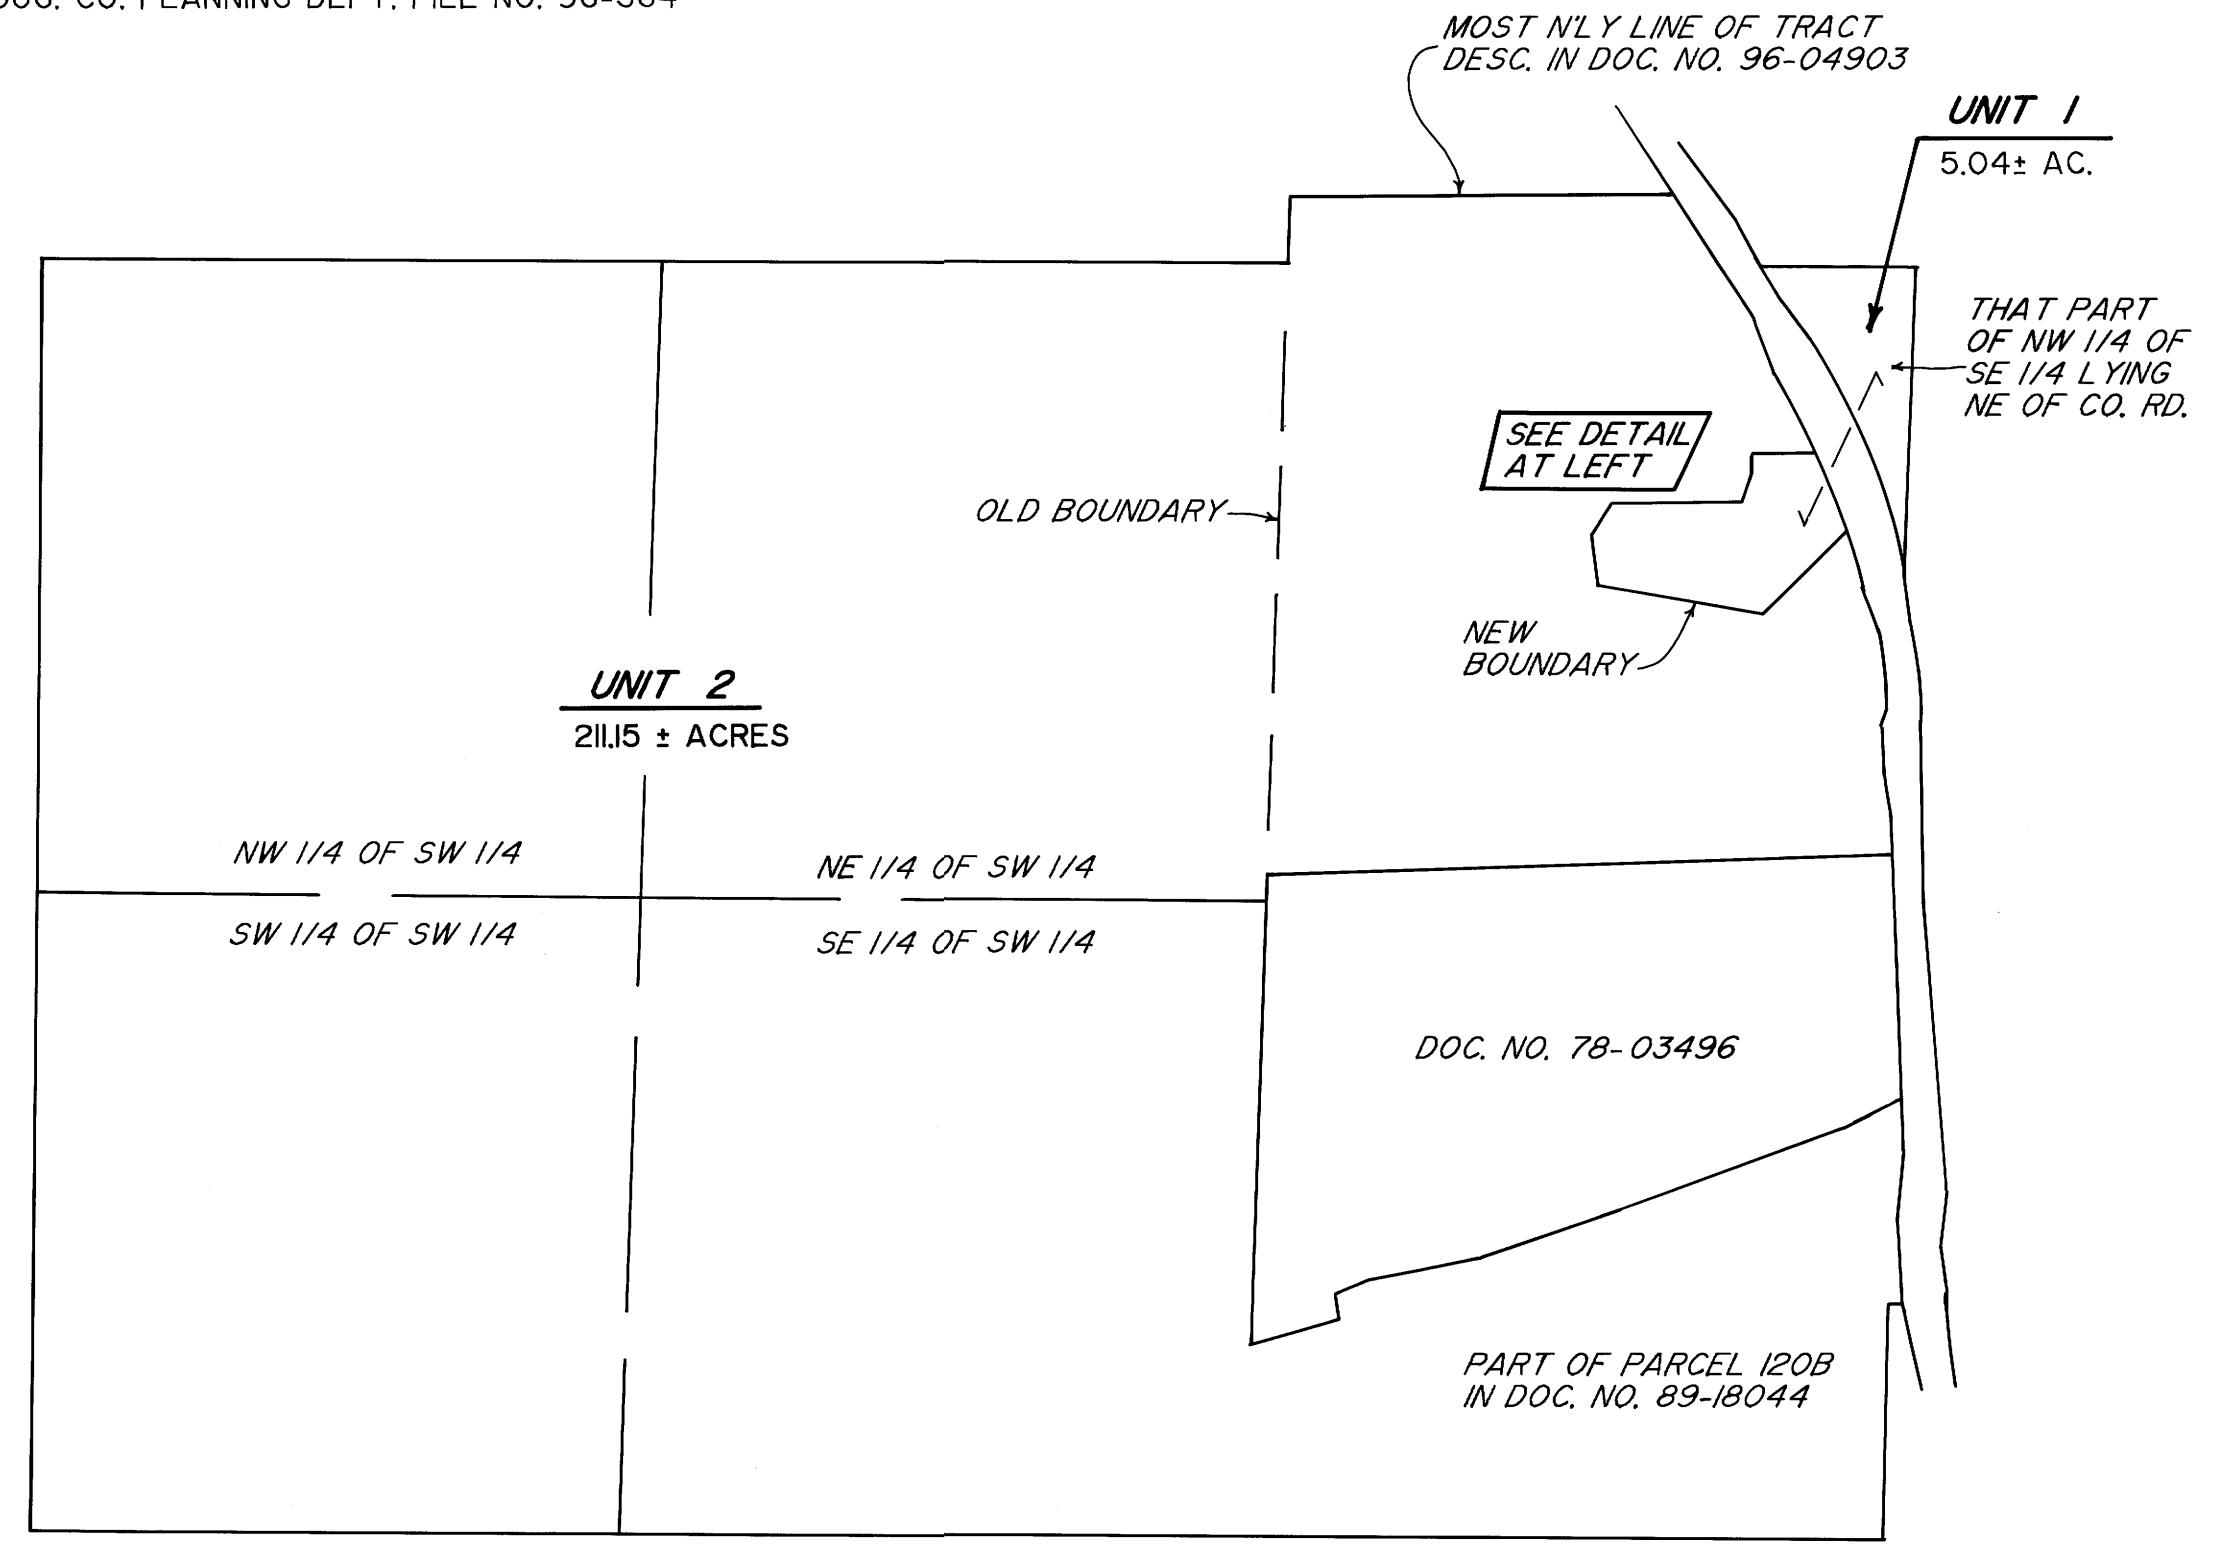 MOST N'LY LINE OF TRACT
DESC. IN DOC. NO. 96-04903
UNIT 1
5.04± AC.
THAT PART
OF NW 1/4 OF
SE 1/4 LYING
NE OF CO. RD.
SEE DETAIL
AT LEFT
OLD BOUNDARY
NEW
BOUNDARY
UNIT 2
211.15 ± ACRES
NW 1/4 OF SW 1/4
NE 1/4 OF SW 1/4
SW 1/4 OF SW 1/4
SE 1/4 OF SW 1/4
DOC. NO. 78-03496
PART OF PARCEL 120B
IN DOC. NO. 89-18044